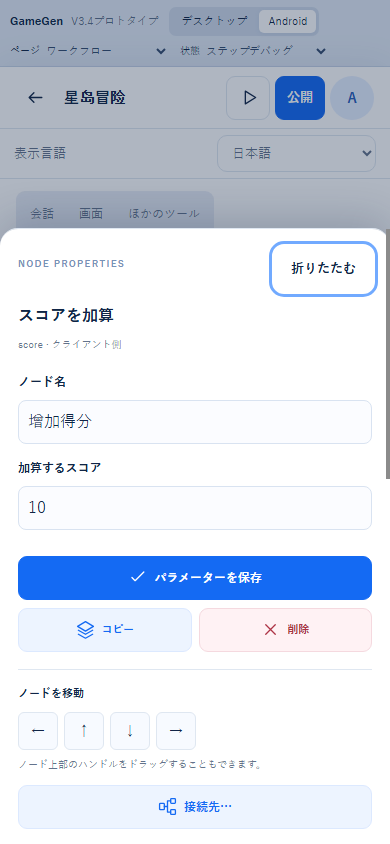 GameGen V3.4プロトタイプ デスクトップ Android
ページ ワークフロー 状態 ステップデバッグ
← 星岛冒险 公開 A
表示言語 日本語
会話 画面 ほかのツール
NODE PROPERTIES 折りたたむ
スコアを加算
score · クライアント側
ノード名
增加得分
加算するスコア
10
パラメーターを保存
コピー 削除
ノードを移動
← ↑ ↓ →
ノード上部のハンドルをドラッグすることもできます。
接続先…